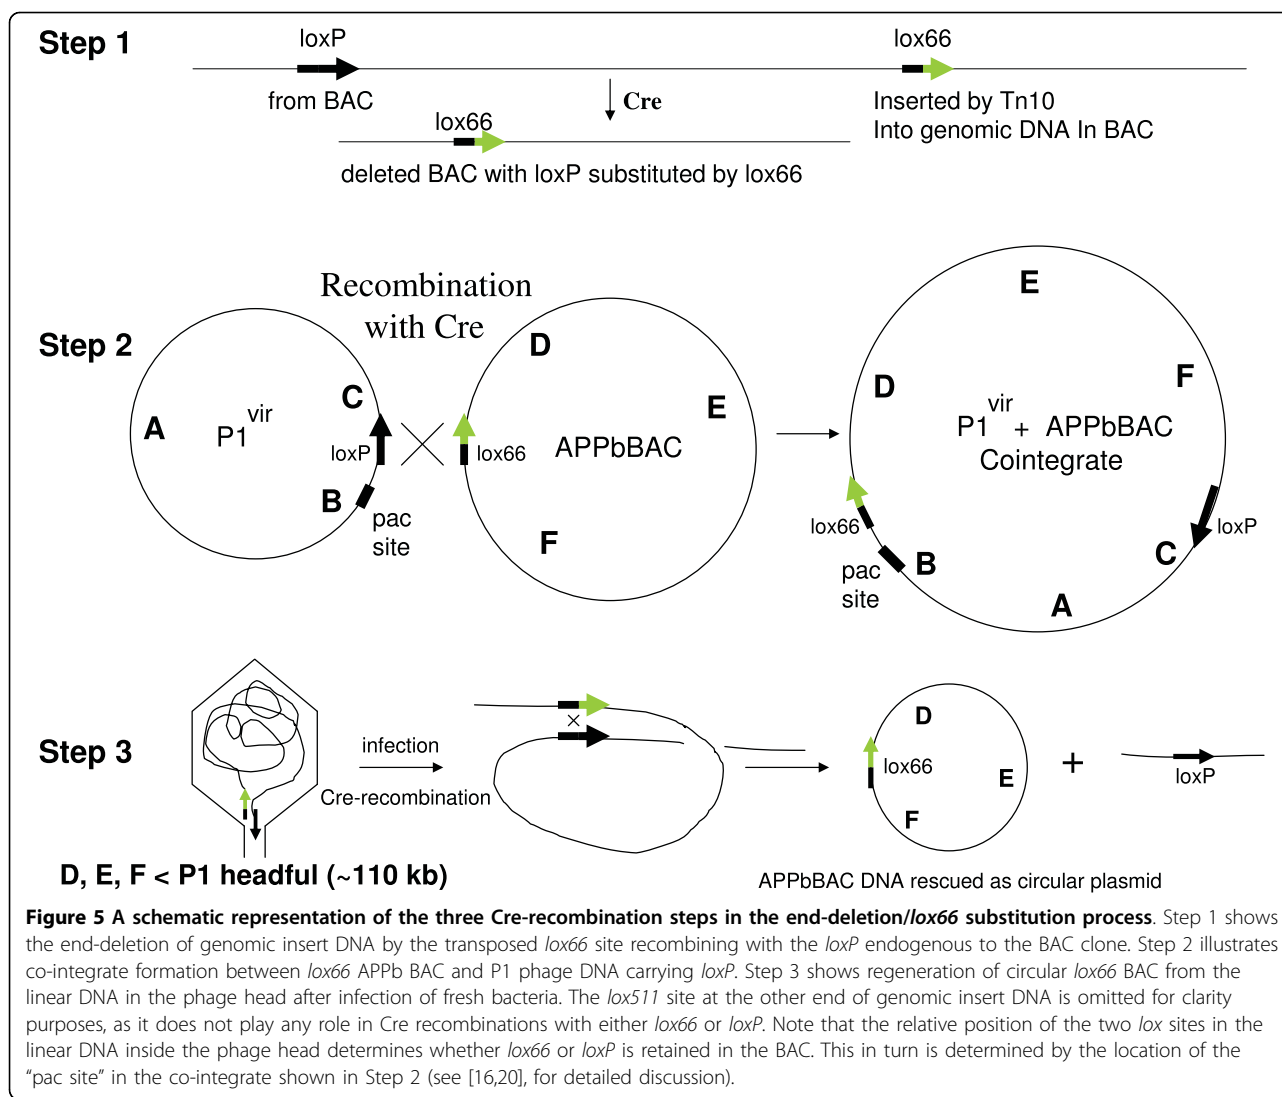 Step 1
loxP
lox66
from BAC
Cre
Inserted by Tn10
Into genomic DNA In BAC
lox66
deleted BAC with loxP substituted by lox66
Recombination
with Cre
Step 2
A
P1vir
C
loxP
B
pac
site
D
E
lox66
APPbBAC
F
E
D
F
P1vir + APPbBAC
Cointegrate
lox66
loxP
pac
site
B
C
A
Step 3
infection
Cre-recombination
D
lox66
E
F
+
loxP
D, E, F < P1 headful (~110 kb)
APPbBAC DNA rescued as circular plasmid
Figure 5 A schematic representation of the three Cre-recombination steps in the end-deletion/lox66 substitution process. Step 1 shows
the end-deletion of genomic insert DNA by the transposed lox66 site recombining with the loxP endogenous to the BAC clone. Step 2 illustrates
co-integrate formation between lox66 APPb BAC and P1 phage DNA carrying loxP. Step 3 shows regeneration of circular lox66 BAC from the
linear DNA in the phage head after infection of fresh bacteria. The lox511 site at the other end of genomic insert DNA is omitted for clarity
purposes, as it does not play any role in Cre recombinations with either lox66 or loxP. Note that the relative position of the two lox sites in the
linear DNA inside the phage head determines whether lox66 or loxP is retained in the BAC. This in turn is determined by the location of the
"pac site" in the co-integrate shown in Step 2 (see [16,20], for detailed discussion).